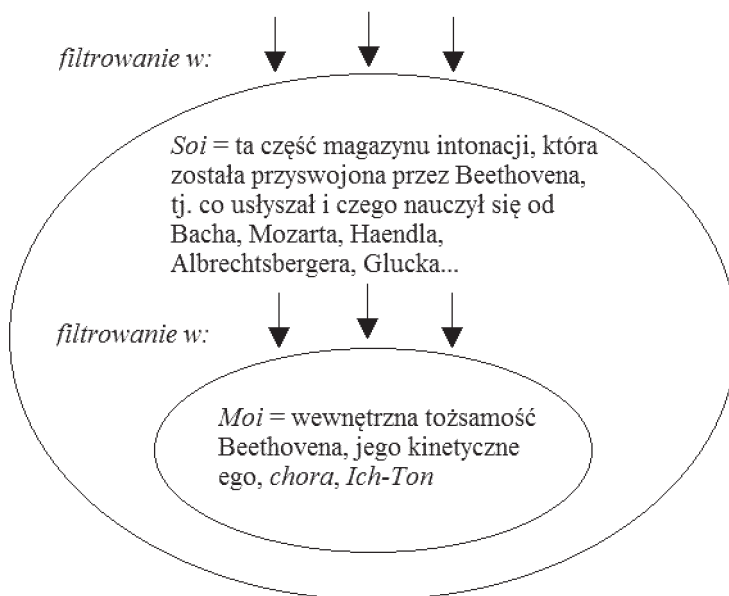 filtrowanie w:
Soi = ta część magazynu intonacji, która
została przyswojona przez Beethovena,
tj. co usłyszał i czego nauczył się od
Bacha, Mozarta, Haendla,
Albrechtsbergera, Glucka...
filtrowanie w:
Moi = wewnętrzna tożsamość
Beethovena, jego kinetyczne
ego, chora, Ich-Ton